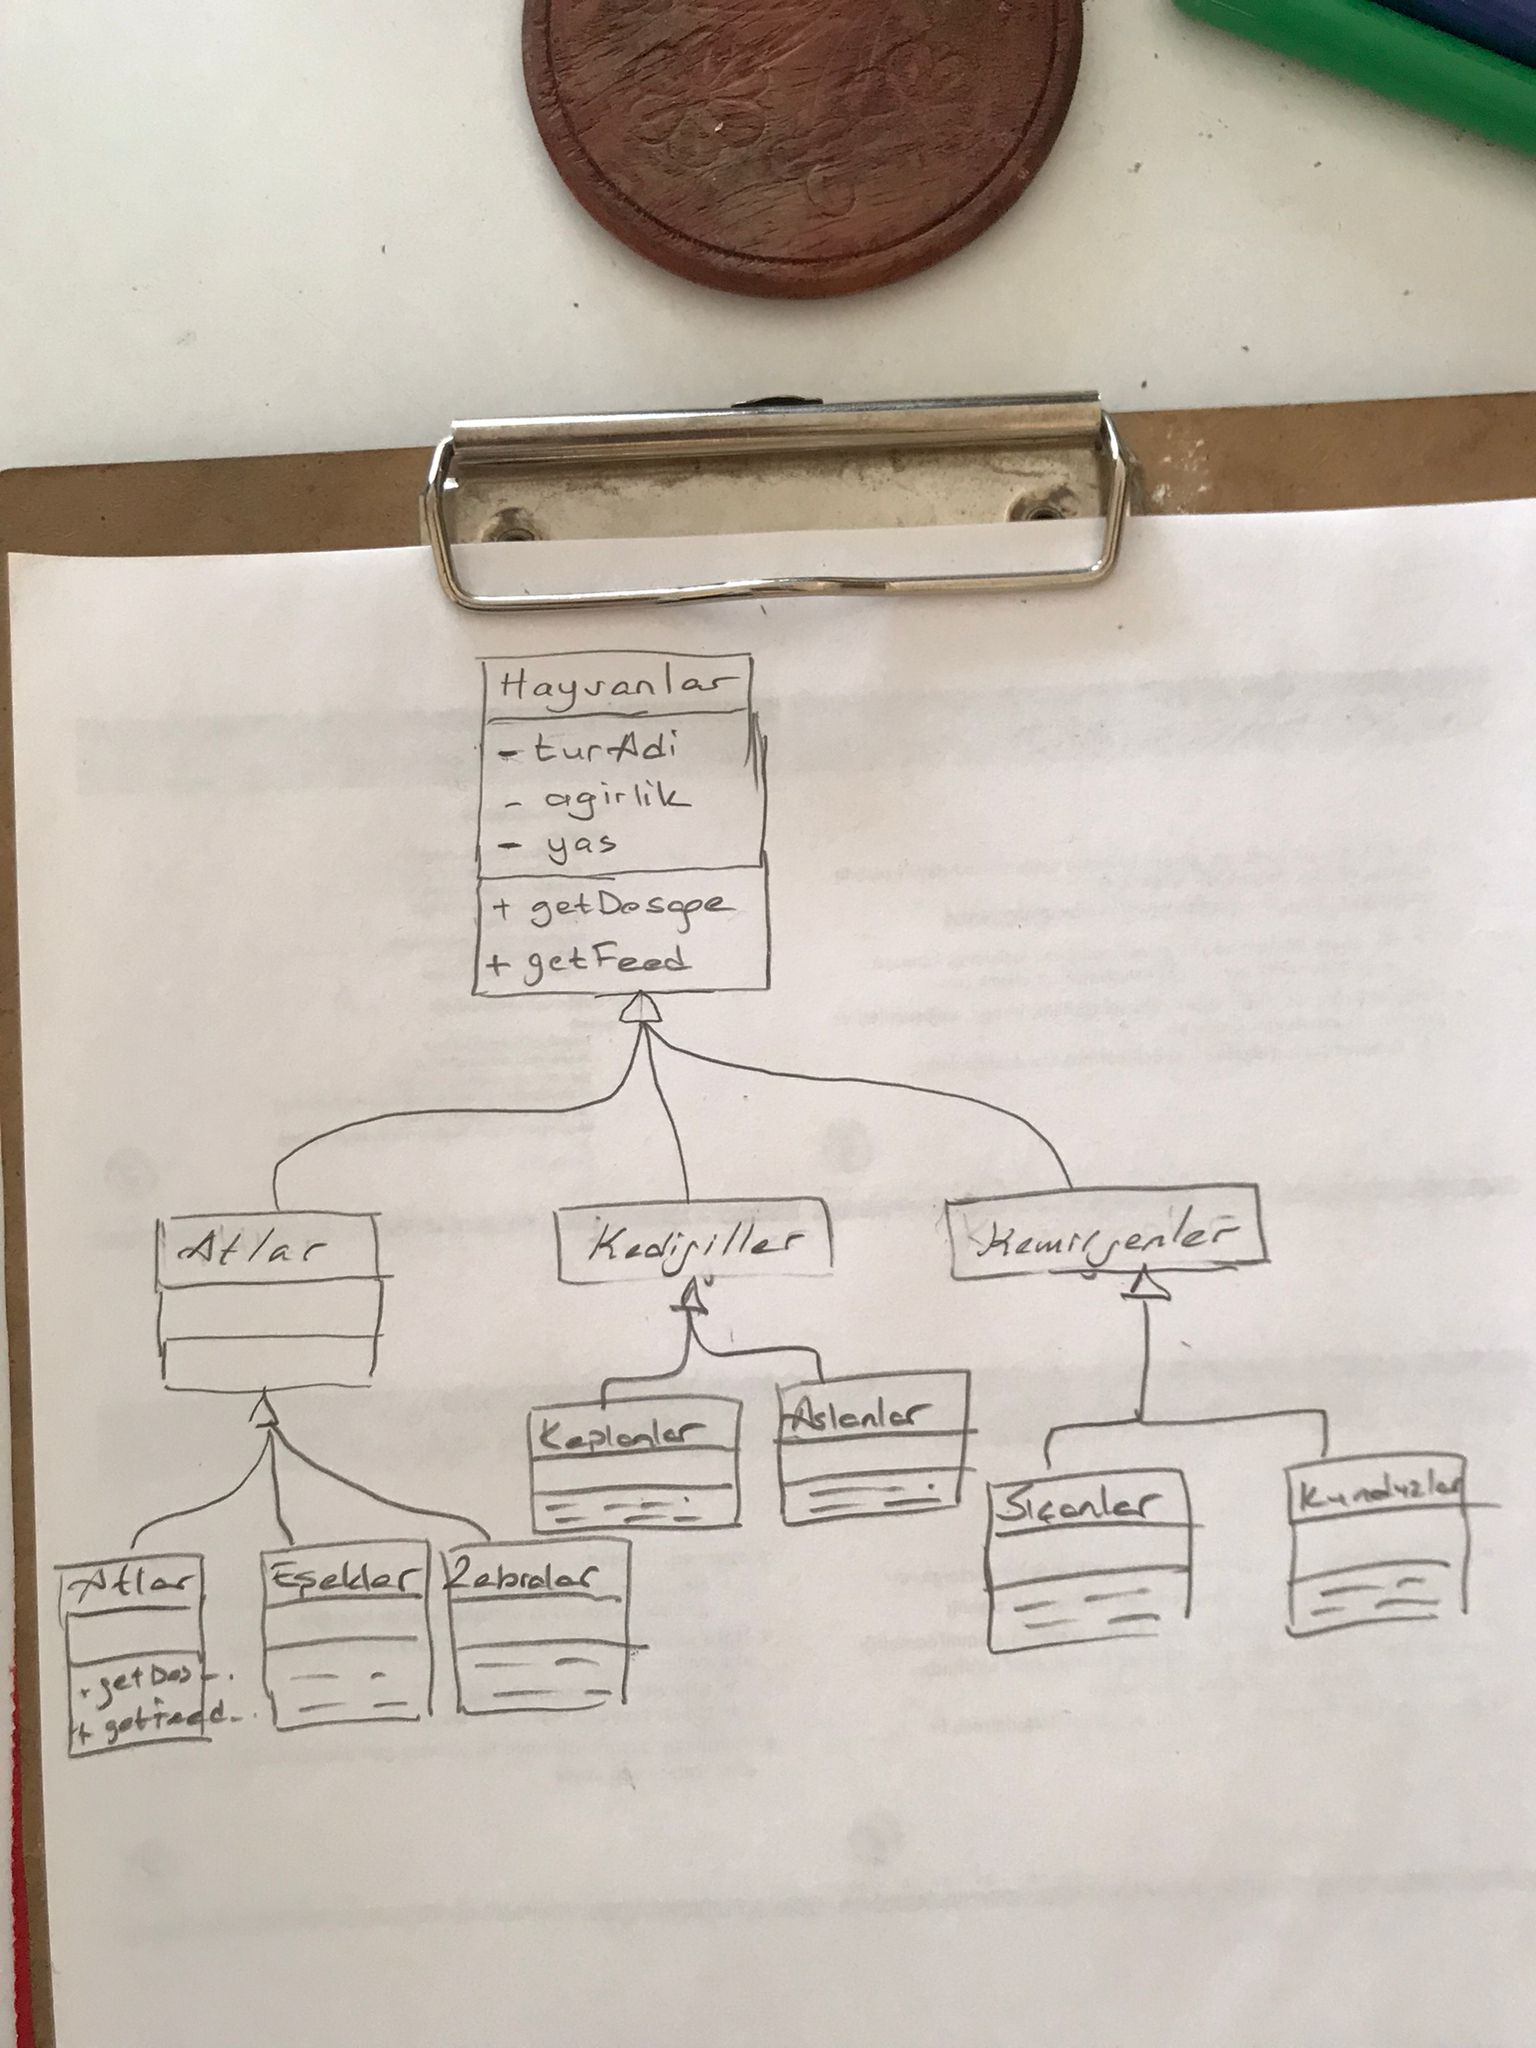 Hayvanlar
- turAdi
- agirlik
- yas
+ getDosage
+ getFeed
Atlar
Kedigiller
Kemirgenler
Kaplanlar
Aslanlar
Sıçanlar
Kunduzlar
Atlar
Eşekler
Zebralar
+ getDos...
+ getFeed...